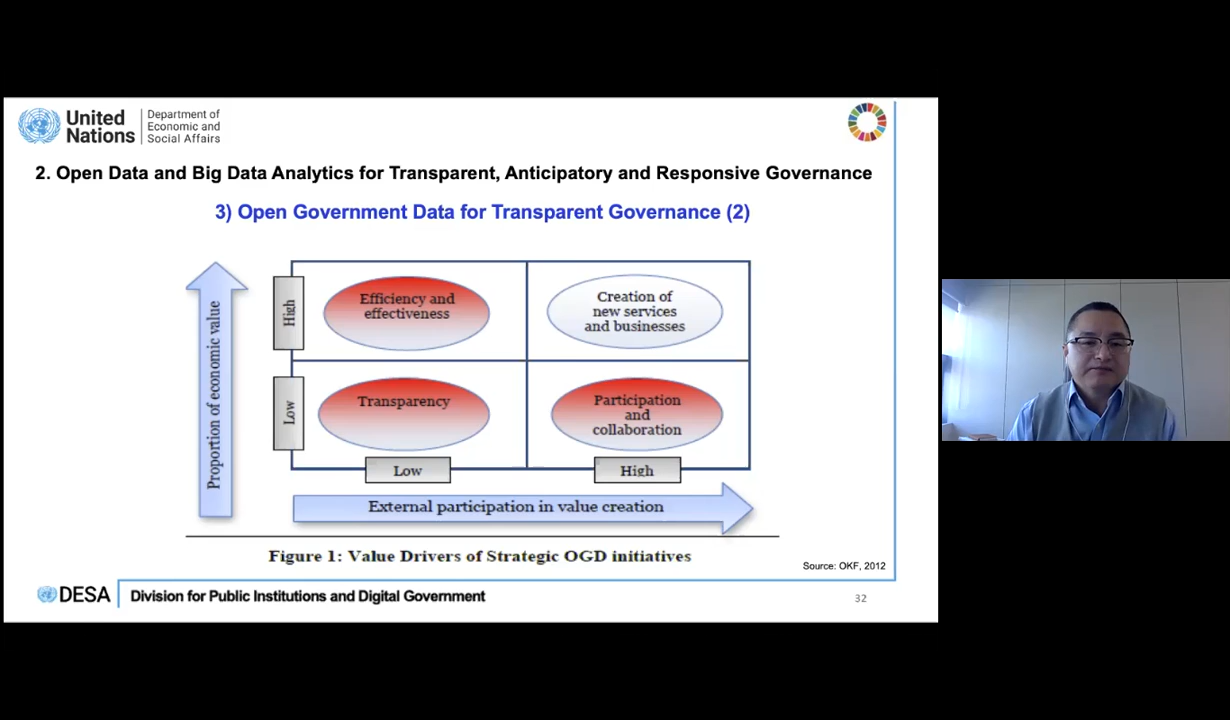 United
Nations
Department of
Economic and
Social Affairs
2. Open Data and Big Data Analytics for Transparent, Anticipatory and Responsive Governance
3) Open Government Data for Transparent Governance (2)
Proportion of economic value
High
Efficiency and
effectiveness
Creation of
new services
and businesses
Low
Transparency
Participation
and
collaboration
Low
High
External participation in value creation
Figure 1: Value Drivers of Strategic OGD initiatives
Source: OKF, 2012
DESA
Division for Public Institutions and Digital Government
32